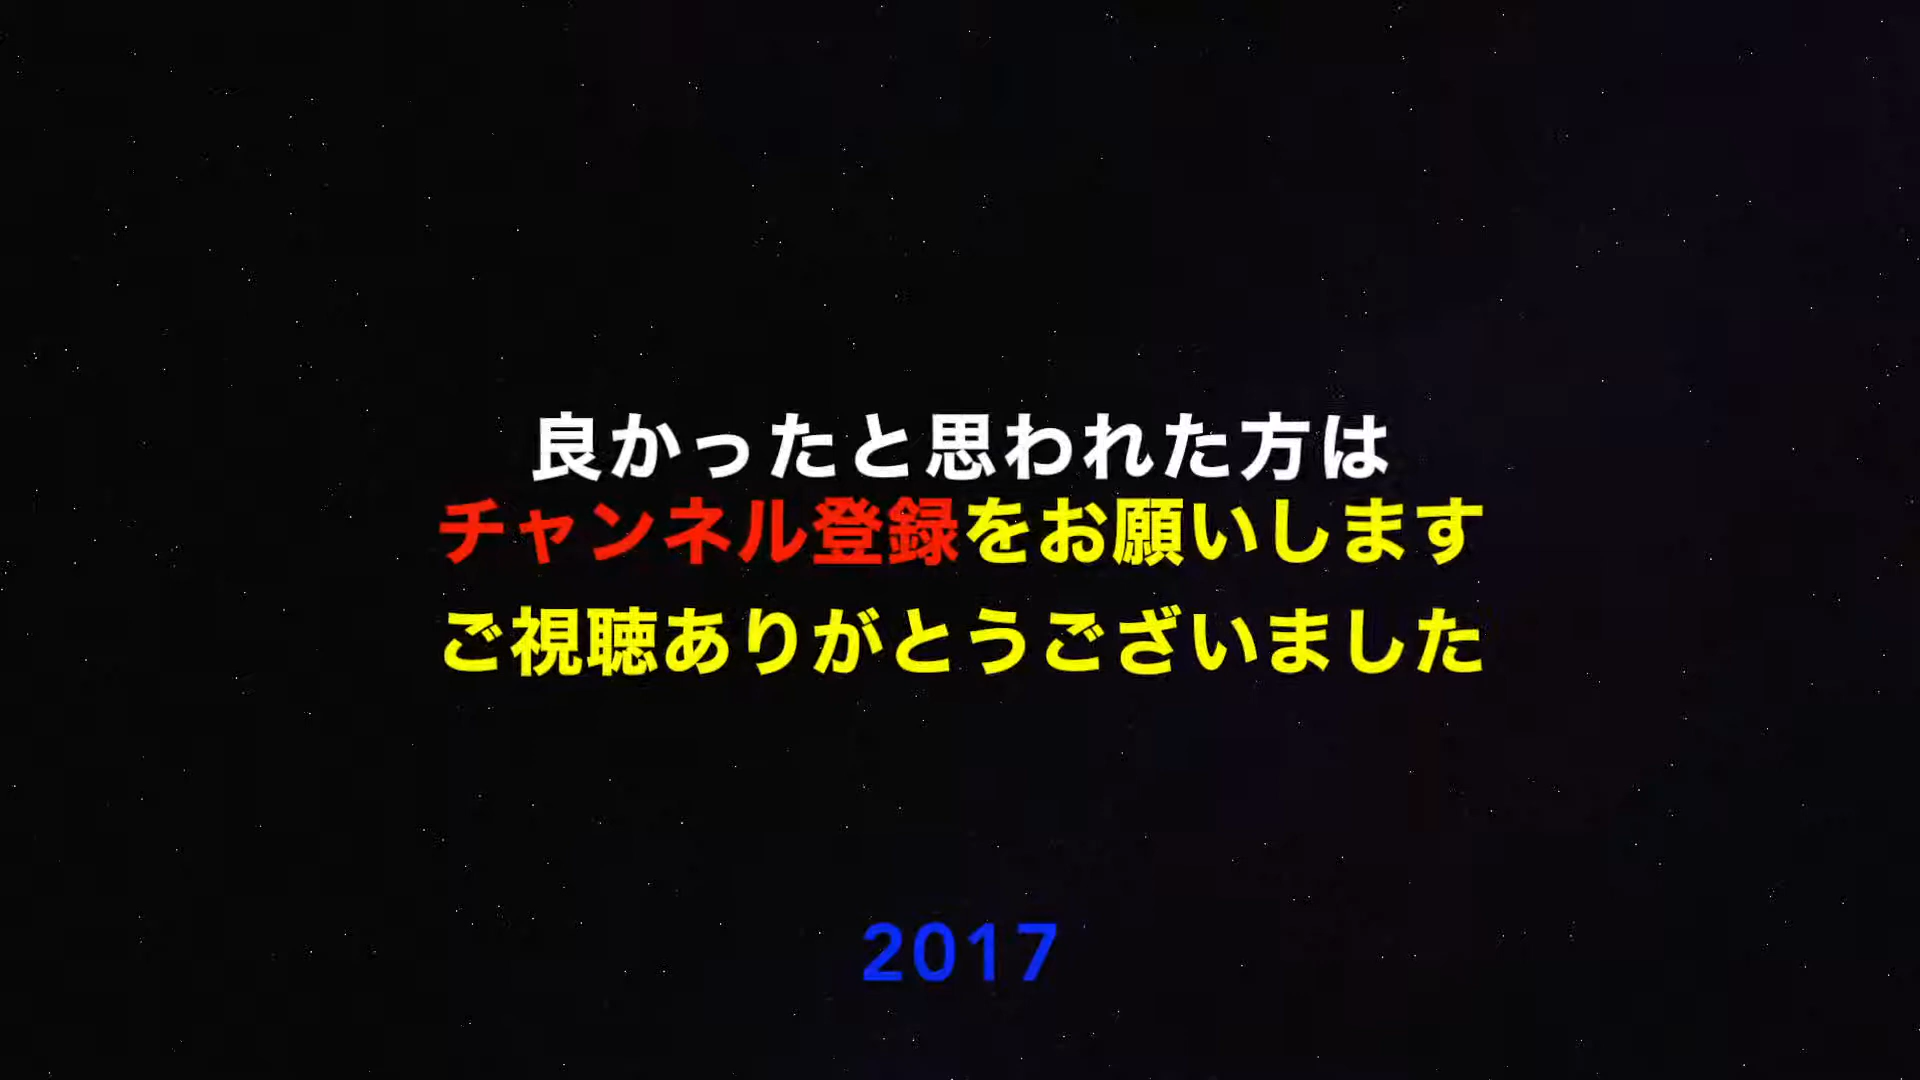 良かったと思われた方は
チャンネル登録をお願いします
ご視聴ありがとうございました
2017